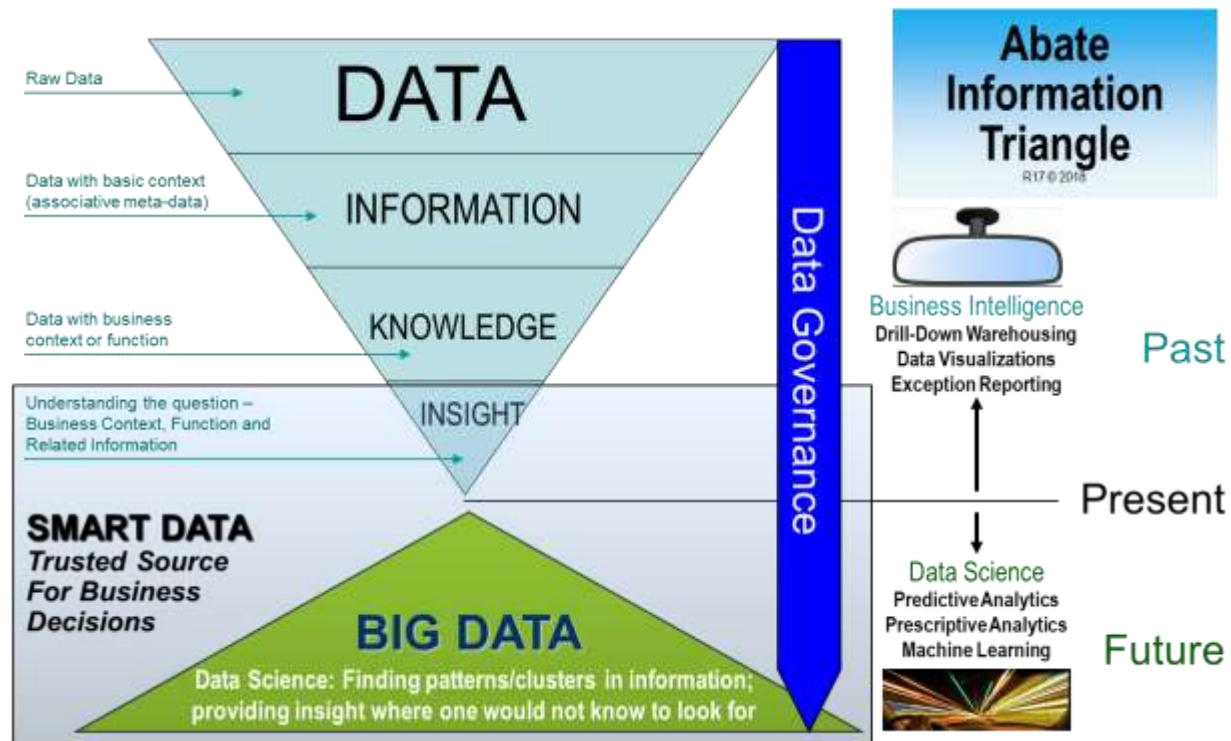 Raw Data
DATA
Data with basic context
(associative meta-data)
INFORMATION
Data with business
context or function
KNOWLEDGE
Understanding the question –
Business Context, Function and
Related Information
INSIGHT
SMART DATA
Trusted Source
For Business
Decisions
BIG DATA
Data Science: Finding patterns/clusters in information;
providing insight where one would not know to look for
Data Governance
Abate
Information
Triangle
R17 © 2018
Business Intelligence
Drill-Down Warehousing
Data Visualizations
Exception Reporting
Past
Present
Data Science
Predictive Analytics
Prescriptive Analytics
Machine Learning
Future